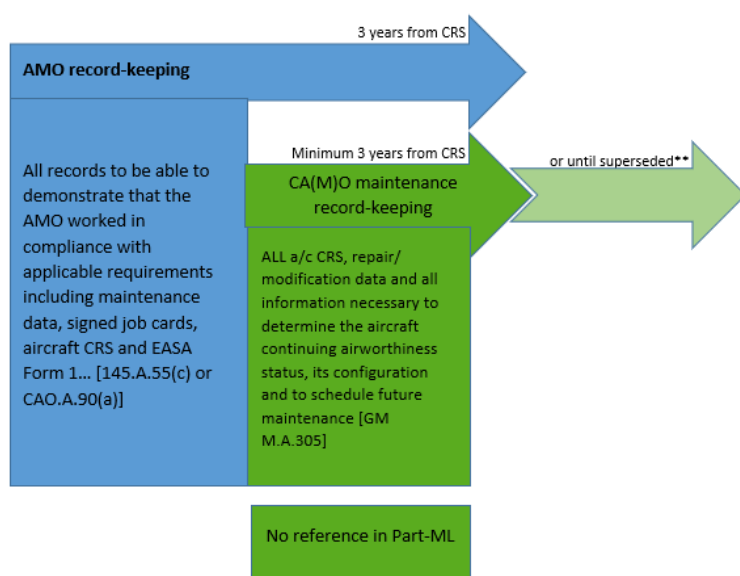 3 years from CRS
AMO record-keeping
Minimum 3 years from CRS
or until superseded**
CA(M)O maintenance
record-keeping
All records to be able to
demonstrate that the
AMO worked in
compliance with
applicable requirements
including maintenance
data, signed job cards,
aircraft CRS and EASA
Form 1... [145.A.55(c) or
CAO.A.90(a)]
ALL a/c CRS, repair/
modification data and all
information necessary to
determine the aircraft
continuing airworthiness
status, its configuration
and to schedule future
maintenance [GM
M.A.305]
No reference in Part-ML